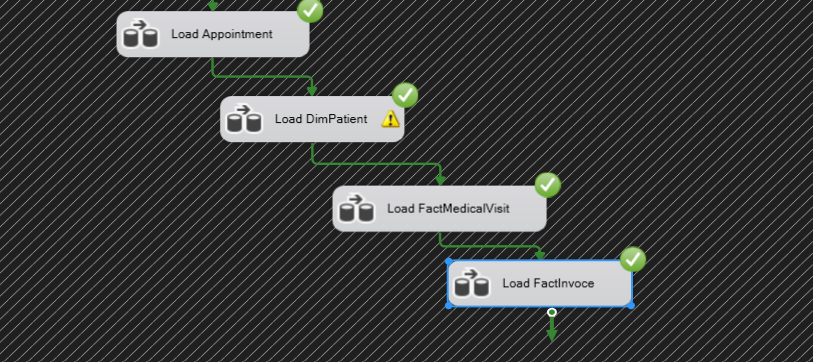 Load Appointment
Load DimPatient
Load FactMedicalVisit
Load FactInvoce